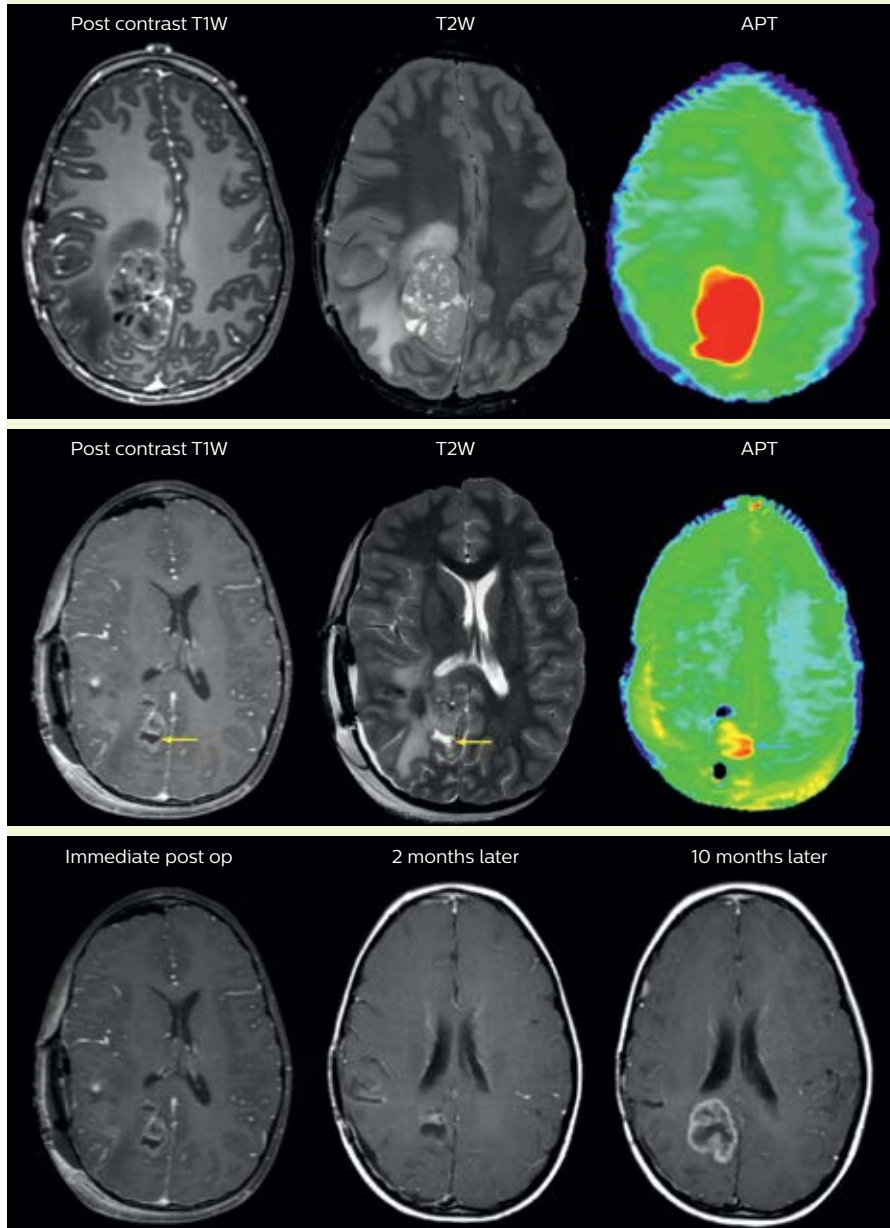 Post contrast T1W T2W APT
Post contrast T1W T2W APT
Immediate post op 2 months later 10 months later